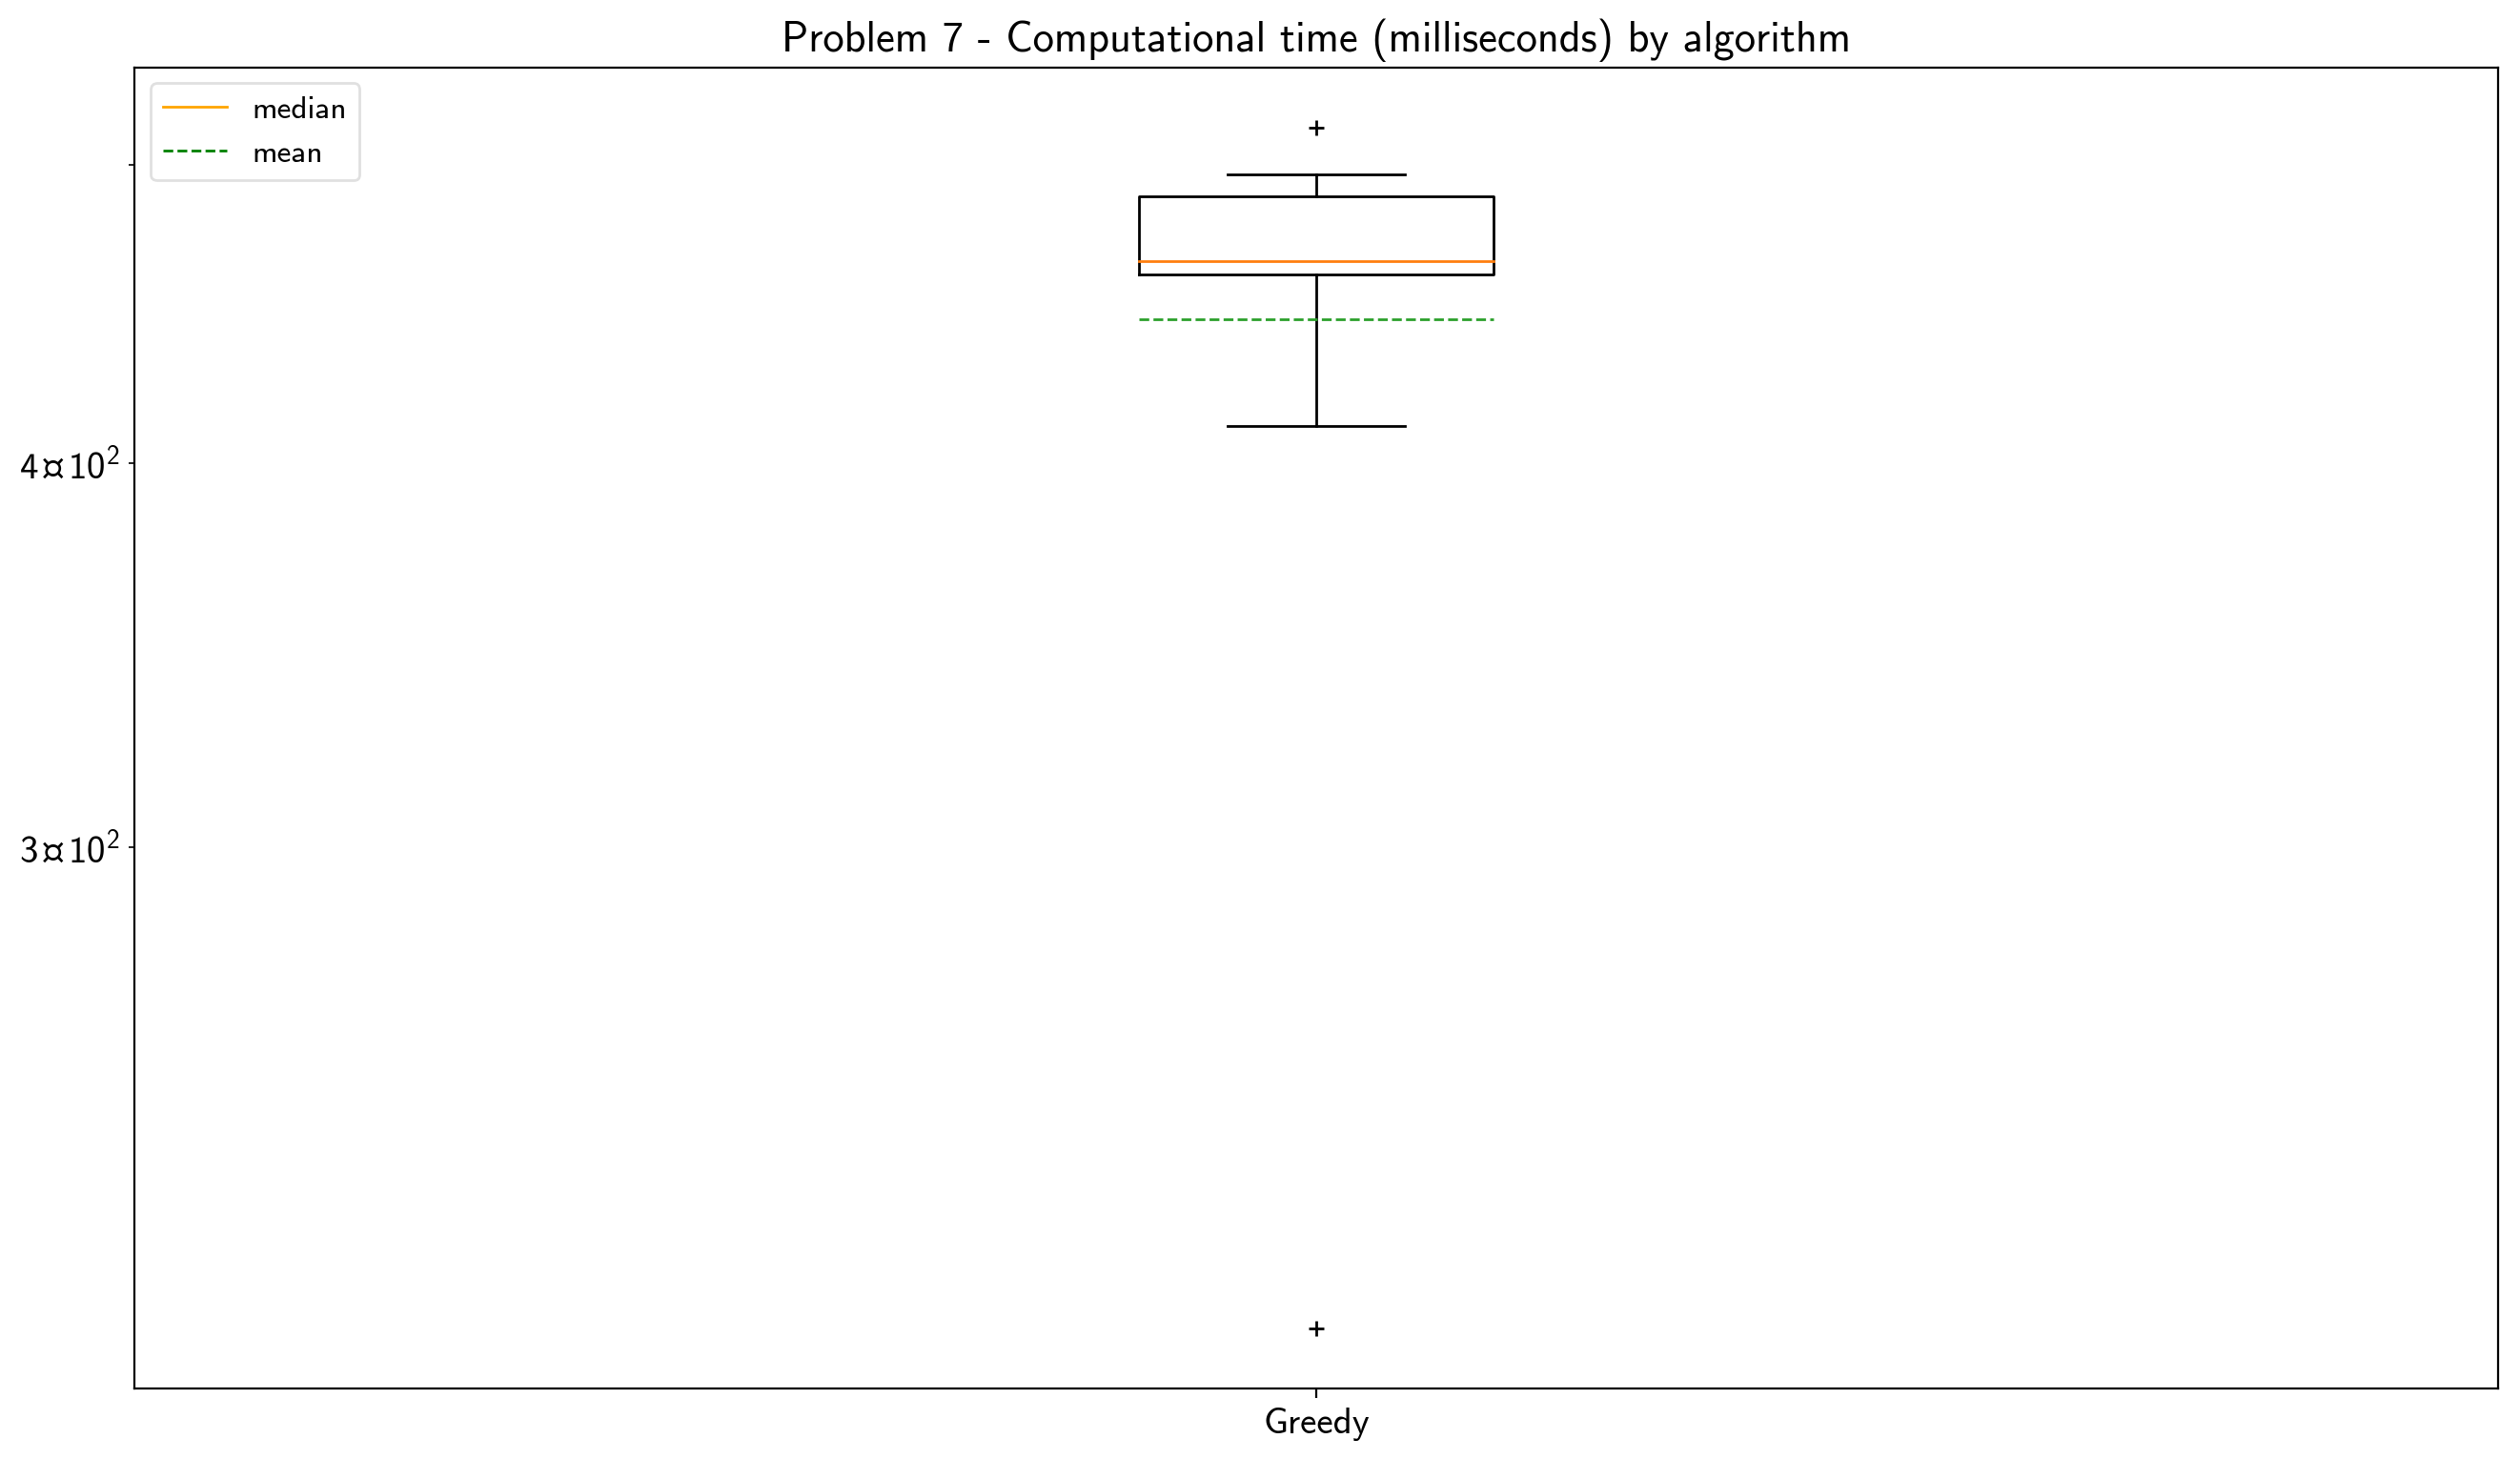 Problem 7 - Computational time (milliseconds) by algorithm
median
mean
4¤10²
3¤10²
Greedy